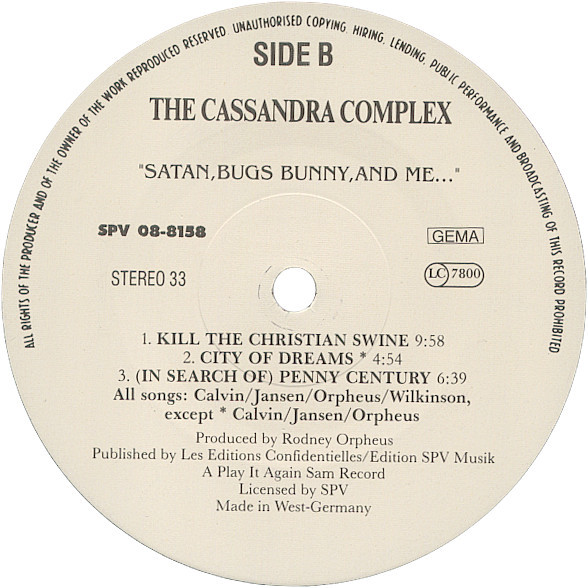 ALL RIGHTS OF THE PRODUCER AND OF THE OWNER OF THE WORK REPRODUCED RESERVED. UNAUTHORISED COPYING, HIRING, LENDING, PUBLIC PERFORMANCE AND BROADCASTING OF THIS RECORD PROHIBITED
SIDE B
THE CASSANDRA COMPLEX
"SATAN,BUGS BUNNY,AND ME..."
SPV 08-8158
GEMA
STEREO 33
LC 7800
1. KILL THE CHRISTIAN SWINE 9:58
2. CITY OF DREAMS * 4:54
3. (IN SEARCH OF) PENNY CENTURY 6:39
All songs: Calvin/Jansen/Orpheus/Wilkinson,
except * Calvin/Jansen/Orpheus
Produced by Rodney Orpheus
Published by Les Editions Confidentielles/Edition SPV Musik
A Play It Again Sam Record
Licensed by SPV
Made in West-Germany